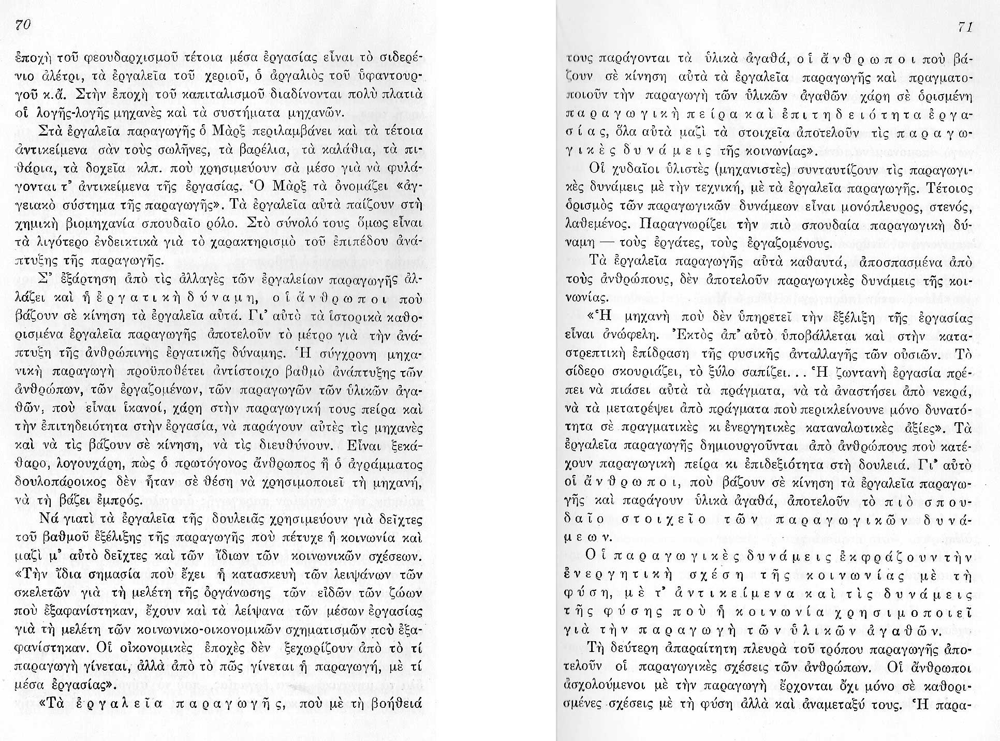 70
ἐποχὴ τοῦ φεουδαρχισμοῦ τέτοια μέσα ἐργασίας εἶναι τὸ σιδερέ-
νιο ἀλέτρι, τὰ ἐργαλεῖα τοῦ χεριοῦ, ὁ ἀργαλιὸς τοῦ ὑφαντουρ-
γοῦ κ.ἄ. Στὴν ἐποχὴ τοῦ καπιταλισμοῦ διαδίνονται πολὺ πλατιὰ
οἱ λογῆς-λογῆς μηχανὲς καὶ τὰ συστήματα μηχανῶν.
Στὰ ἐργαλεῖα παραγωγῆς ὁ Μὰρξ περιλαμβάνει καὶ τὰ τέτοια
ἀντικείμενα σὰν τοὺς σωλῆνες, τὰ βαρέλια, τὰ καλάθια, τὰ πι-
θάρια, τὰ δοχεῖα κλπ. ποὺ χρησιμεύουν σὰ μέσο γιὰ νὰ φυλά-
γονται τ᾿ ἀντικείμενα τῆς ἐργασίας. Ὁ Μὰρξ τὰ ὀνομάζει «ἀγ-
γειακὸ σύστημα τῆς παραγωγῆς». Τὰ ἐργαλεῖα αὐτὰ παίζουν στὴ
χημικὴ βιομηχανία σπουδαῖο ρόλο. Στὸ σύνολό τους ὅμως εἶναι
τὰ λιγότερο ἐνδεικτικὰ γιὰ τὸ χαρακτηρισμὸ τοῦ ἐπιπέδου ἀνά-
πτυξης τῆς παραγωγῆς.
Σ᾿ ἐξάρτηση ἀπὸ τὶς ἀλλαγὲς τῶν ἐργαλείων παραγωγῆς ἀλ-
λάζει καὶ ἡ ἐργατικὴ δύναμη, οἱ ἄνθρωποι ποὺ
βάζουν σὲ κίνηση τὰ ἐργαλεῖα αὐτά. Γι᾿ αὐτὸ τὰ ἱστορικὰ καθο-
ρισμένα ἐργαλεῖα παραγωγῆς ἀποτελοῦν τὸ μέτρο γιὰ τὴν ἀνά-
πτυξη τῆς ἀνθρώπινης ἐργατικῆς δύναμης. Ἡ σύγχρονη μηχα-
νικὴ παραγωγὴ προϋποθέτει ἀντίστοιχο βαθμὸ ἀνάπτυξης τῶν
ἀνθρώπων, τῶν ἐργαζομένων, τῶν παραγωγῶν τῶν ὑλικῶν ἀγα-
θῶν, ποὺ εἶναι ἱκανοί, χάρη στὴν παραγωγική τους πείρα καὶ
τὴν ἐπιτηδειότητα στὴν ἐργασία, νὰ παράγουν αὐτὲς τὶς μηχανὲς
καὶ νὰ τὶς βάζουν σὲ κίνηση, νὰ τὶς διευθύνουν. Εἶναι ξεκά-
θαρο, λογουχάρη, πὼς ὁ πρωτόγονος ἄνθρωπος ἢ ὁ ἀγράμματος
δουλοπάροικος δὲν ἦταν σὲ θέση νὰ χρησιμοποιεῖ τὴ μηχανή,
νὰ τὴ βάζει ἐμπρός.
Νά γιατὶ τὰ ἐργαλεῖα τῆς δουλειᾶς χρησιμεύουν γιὰ δεῖχτες
τοῦ βαθμοῦ ἐξέλιξης τῆς παραγωγῆς ποὺ πέτυχε ἡ κοινωνία καὶ
μαζὶ μ᾿ αὐτὸ δεῖχτες καὶ τῶν ἴδιων τῶν κοινωνικῶν σχέσεων.
«Τὴν ἴδια σημασία ποὺ ἔχει ἡ κατασκευὴ τῶν λειψάνων τῶν
σκελετῶν γιὰ τὴ μελέτη τῆς ὀργάνωσης τῶν εἰδῶν τῶν ζώων
ποὺ ἐξαφανίστηκαν, ἔχουν καὶ τὰ λείψανα τῶν μέσων ἐργασίας
γιὰ τὴ μελέτη τῶν κοινωνικο-οικονομικῶν σχηματισμῶν ποὺ ἐξα-
φανίστηκαν. Οἱ οἰκονομικὲς ἐποχὲς δὲν ξεχωρίζουν ἀπὸ τὸ τί
παραγωγὴ γίνεται, ἀλλὰ ἀπὸ τὸ πῶς γίνεται ἡ παραγωγή, μὲ τί
μέσα ἐργασίας».
«Τὰ ἐργαλεῖα παραγωγῆς, ποὺ μὲ τὴ βοήθειά
71
τους παράγονται τὰ ὑλικὰ ἀγαθά, οἱ ἄνθρωποι ποὺ βά-
ζουν σὲ κίνηση αὐτὰ τὰ ἐργαλεῖα παραγωγῆς καὶ πραγματο-
ποιοῦν τὴν παραγωγὴ τῶν ὑλικῶν ἀγαθῶν χάρη σὲ ὁρισμένη
παραγωγικὴ πείρα καὶ ἐπιτηδειότητα ἐργα-
σίας, ὅλα αὐτὰ μαζὶ τὰ στοιχεῖα ἀποτελοῦν τὶς παραγω-
γικὲς δυνάμεις τῆς κοινωνίας».
Οἱ χυδαῖοι ὑλιστὲς (μηχανιστὲς) συνταυτίζουν τὶς παραγωγι-
κὲς δυνάμεις μὲ τὴν τεχνική, μὲ τὰ ἐργαλεῖα παραγωγῆς. Τέτοιος
ὁρισμὸς τῶν παραγωγικῶν δυνάμεων εἶναι μονόπλευρος, στενός,
λαθεμένος. Παραγνωρίζει τὴν πιὸ σπουδαία παραγωγικὴ δύ-
ναμη — τοὺς ἐργάτες, τοὺς ἐργαζομένους.
Τὰ ἐργαλεῖα παραγωγῆς αὐτὰ καθαυτά, ἀποσπασμένα ἀπὸ
τοὺς ἀνθρώπους, δὲν ἀποτελοῦν παραγωγικὲς δυνάμεις τῆς κοι-
νωνίας.
«Ἡ μηχανὴ ποὺ δὲν ὑπηρετεῖ τὴν ἐξέλιξη τῆς ἐργασίας
εἶναι ἀνώφελη. Ἐκτὸς ἀπ᾿ αὐτὸ ὑποβάλλεται καὶ στὴν κατα-
στρεπτικὴ ἐπίδραση τῆς φυσικῆς ἀνταλλαγῆς τῶν οὐσιῶν. Τὸ
σίδερο σκουριάζει, τὸ ξύλο σαπίζει... Ἡ ζωντανὴ ἐργασία πρέ-
πει νὰ πιάσει αὐτὰ τὰ πράγματα, νὰ τὰ ἀναστήσει ἀπὸ νεκρά,
νὰ τὰ μετατρέψει ἀπὸ πράγματα ποὺ περικλείνουνε μόνο δυνατό-
τητα σὲ πραγματικὲς κι ἐνεργητικὲς καταναλωτικὲς ἀξίες». Τὰ
ἐργαλεῖα παραγωγῆς δημιουργοῦνται ἀπὸ ἀνθρώπους ποὺ κατέ-
χουν παραγωγικὴ πείρα κι ἐπιδεξιότητα στὴ δουλειά. Γι᾿ αὐτὸ
οἱ ἄνθρωποι, ποὺ βάζουν σὲ κίνηση τὰ ἐργαλεῖα παραγω-
γῆς καὶ παράγουν ὑλικὰ ἀγαθά, ἀποτελοῦν τὸ πιὸ σπου-
δαῖο στοιχεῖο τῶν παραγωγικῶν δυνά-
μεων.
Οἱ παραγωγικὲς δυνάμεις ἐκφράζουν τὴν
ἐνεργητικὴ σχέση τῆς κοινωνίας μὲ τὴ
φύση, μὲ τ᾿ ἀντικείμενα καὶ τὶς δυνάμεις
τῆς φύσης ποὺ ἡ κοινωνία χρησιμοποιεῖ
γιὰ τὴν παραγωγὴ τῶν ὑλικῶν ἀγαθῶν.
Τὴ δεύτερη ἀπαραίτητη πλευρὰ τοῦ τρόπου παραγωγῆς ἀπο-
τελοῦν οἱ παραγωγικὲς σχέσεις τῶν ἀνθρώπων. Οἱ ἄνθρωποι
ἀσχολούμενοι μὲ τὴν παραγωγὴ ἔρχονται ὄχι μόνο σὲ καθορι-
σμένες σχέσεις μὲ τὴ φύση ἀλλὰ καὶ ἀναμεταξύ τους. Ἡ παρα-